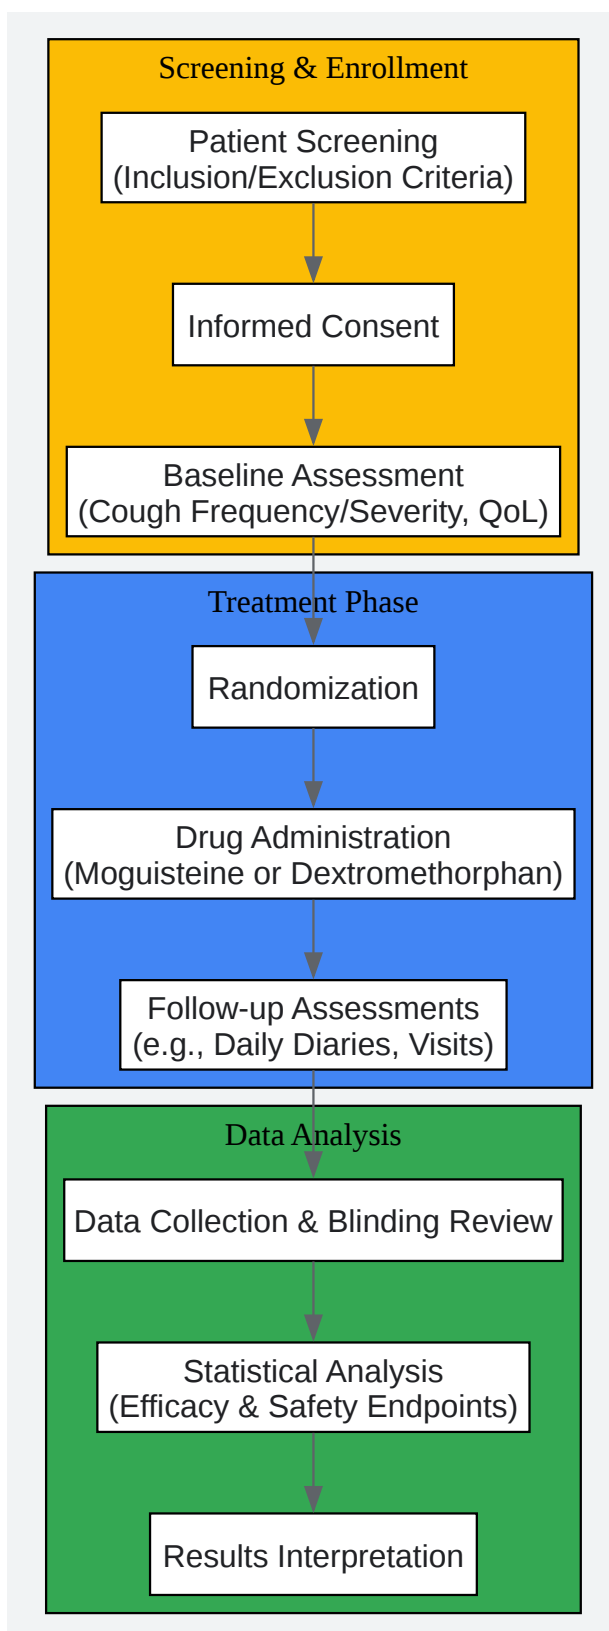 Screening & Enrollment
Patient Screening
(Inclusion/Exclusion Criteria)
Informed Consent
Baseline Assessment
(Cough Frequency/Severity, QoL)
Treatment Phase
Randomization
Drug Administration
(Moguisteine or Dextromethorphan)
Follow-up Assessments
(e.g., Daily Diaries, Visits)
Data Analysis
Data Collection & Blinding Review
Statistical Analysis
(Efficacy & Safety Endpoints)
Results Interpretation